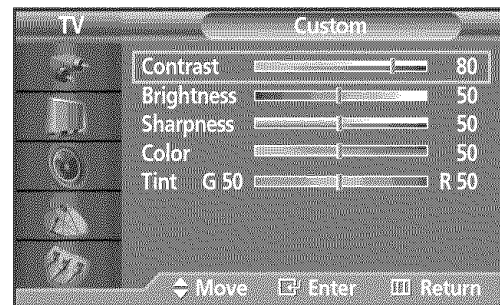 TV Custom
Contrast 80
Brightness 50
Sharpness 50
Color 50
Tint G 50 R 50
Move Enter Return